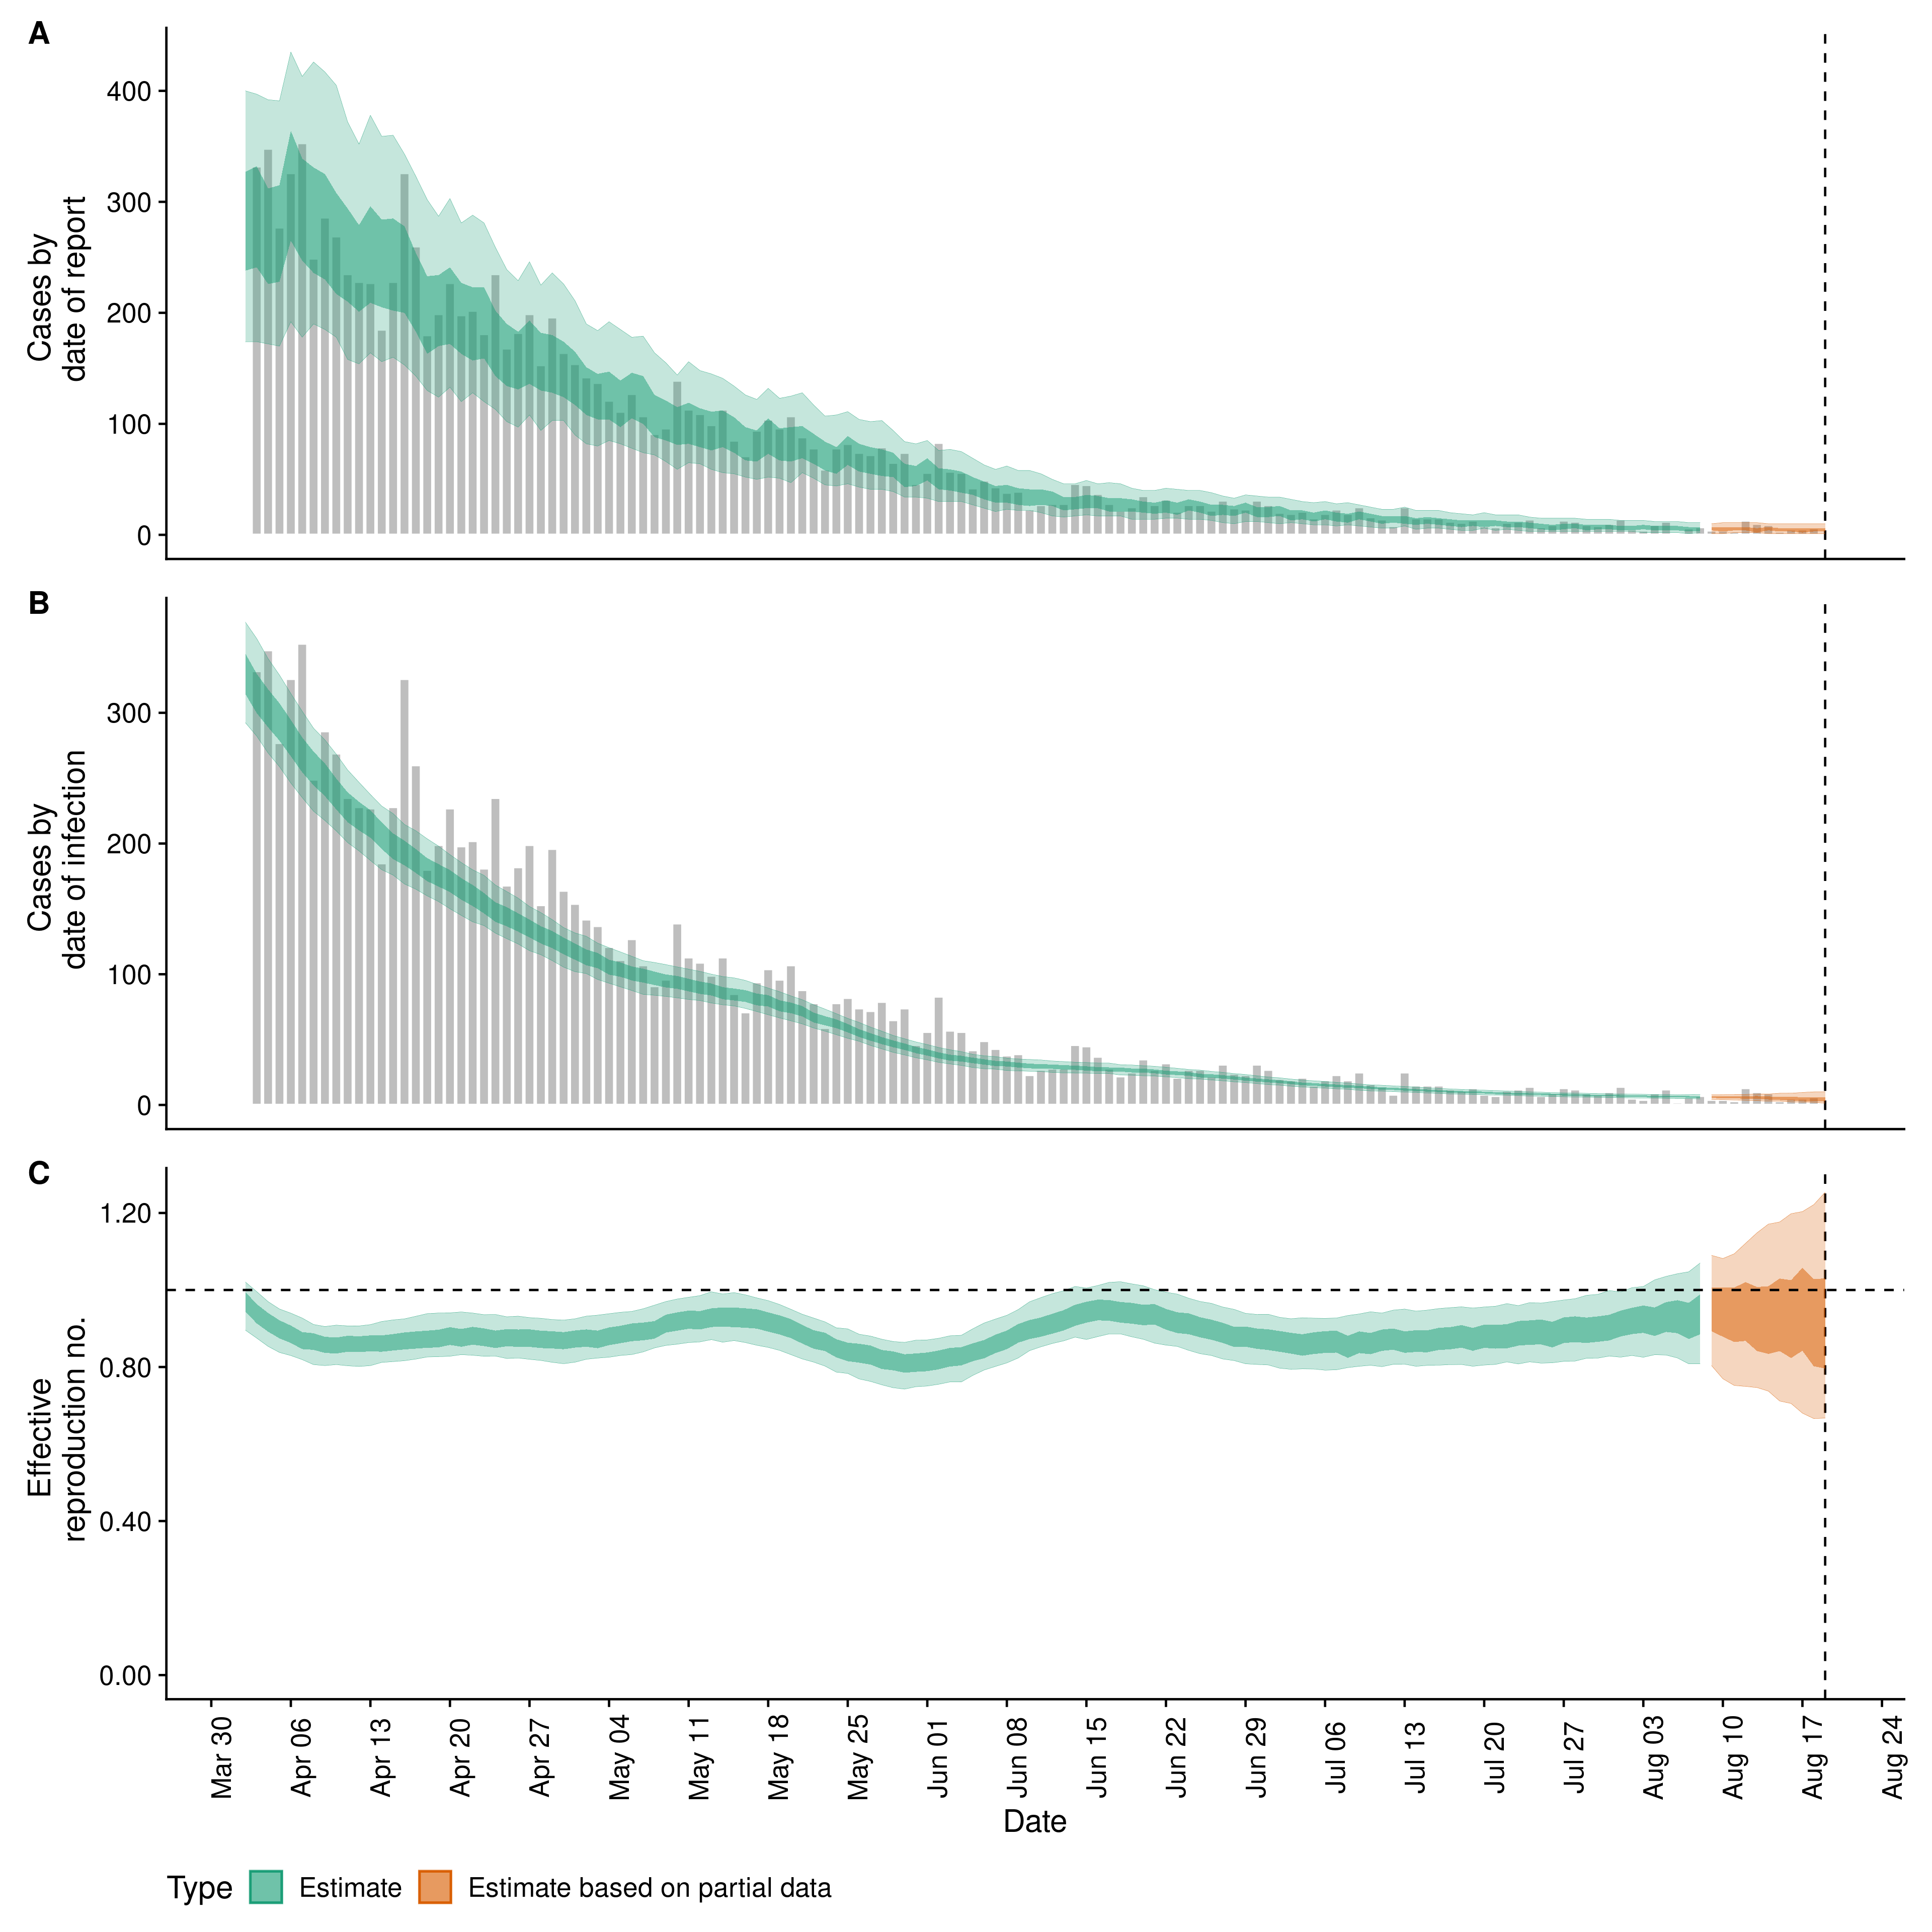 A
400
300
200
100
0
Cases by
date of report
B
300
200
100
0
Cases by
date of infection
C
1.20
0.80
0.40
0.00
Effective
reproduction no.
Mar 30
Apr 06
Apr 13
Apr 20
Apr 27
May 04
May 11
May 18
May 25
Jun 01
Jun 08
Jun 15
Jun 22
Jun 29
Jul 06
Jul 13
Jul 20
Jul 27
Aug 03
Aug 10
Aug 17
Aug 24
Date
Type Estimate Estimate based on partial data